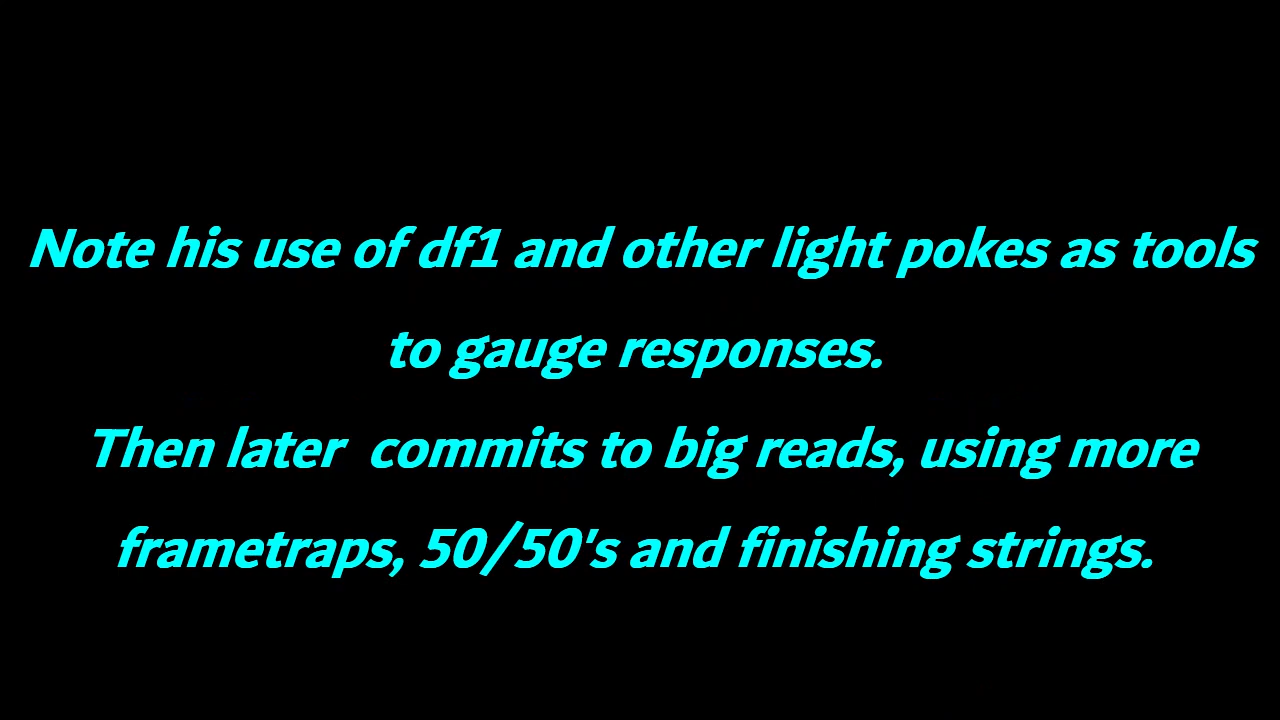 Note his use of df1 and other light pokes as tools
to gauge responses.
Then later  commits to big reads, using more
frametraps, 50/50's and finishing strings.